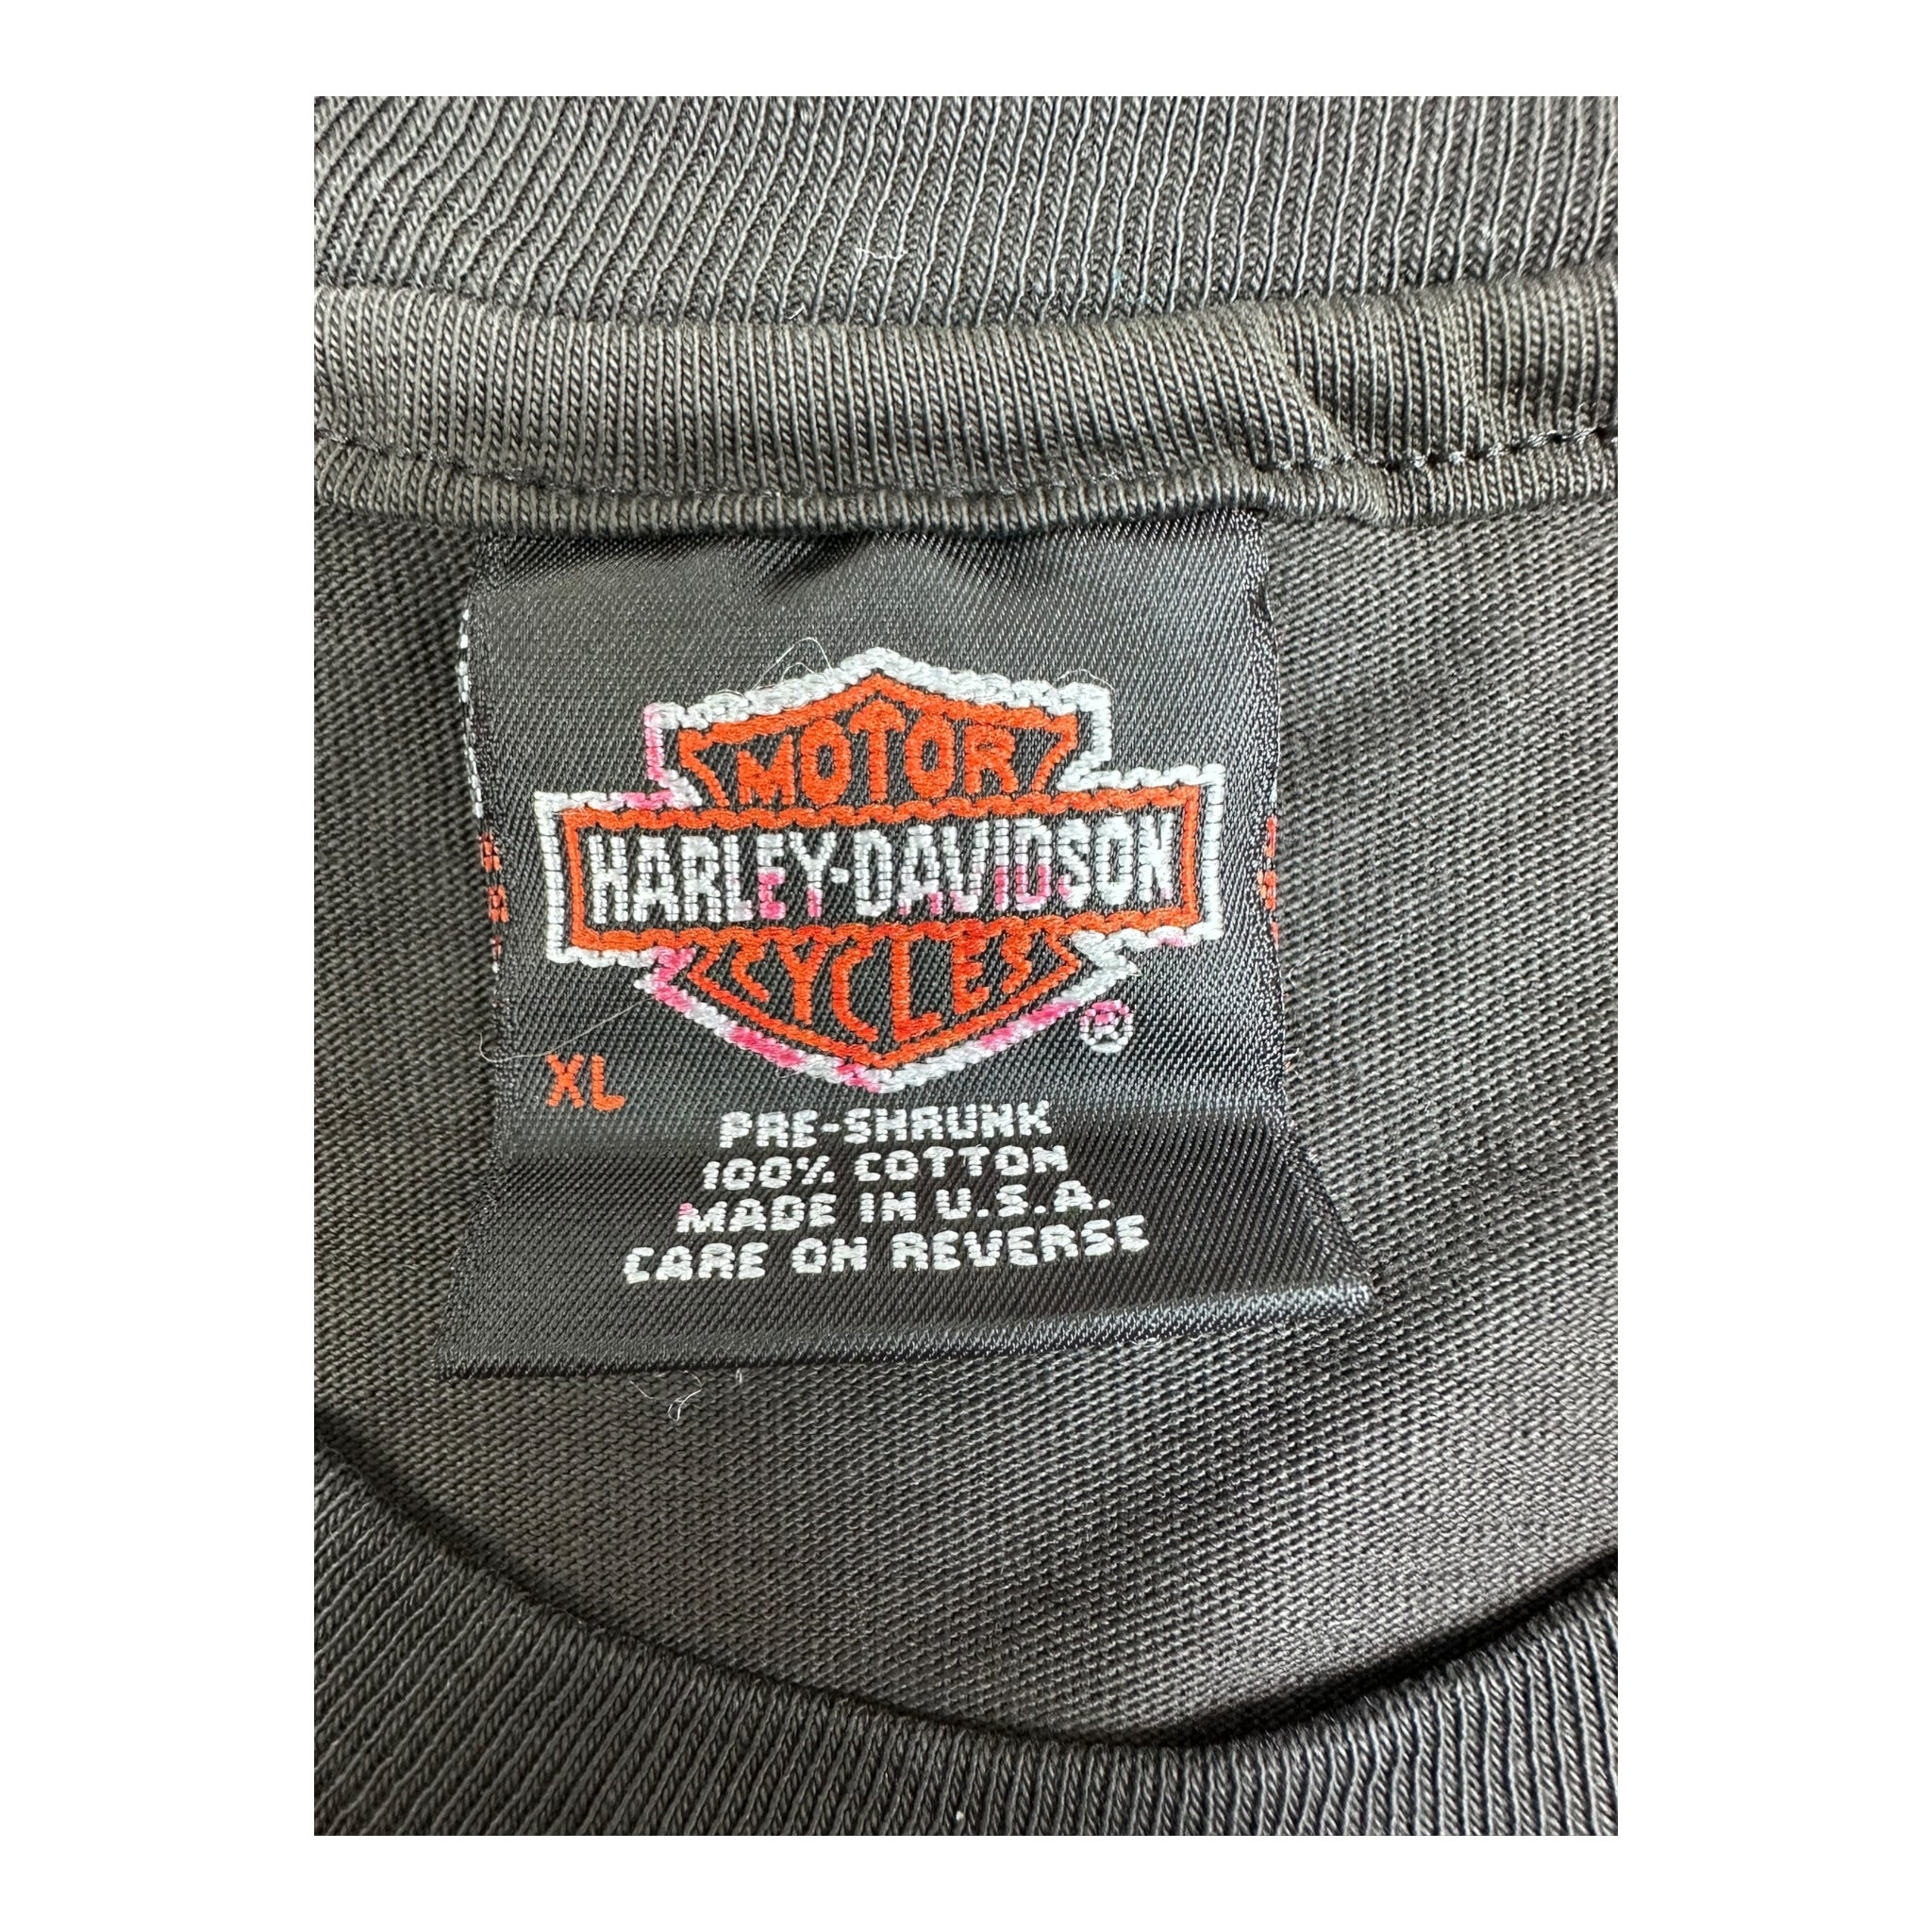 MOTOR
HARLEY-DAVIDSON
CYCLES
®
XL
PRE-SHRUNK
100% COTTON
MADE IN U.S.A.
CARE ON REVERSE